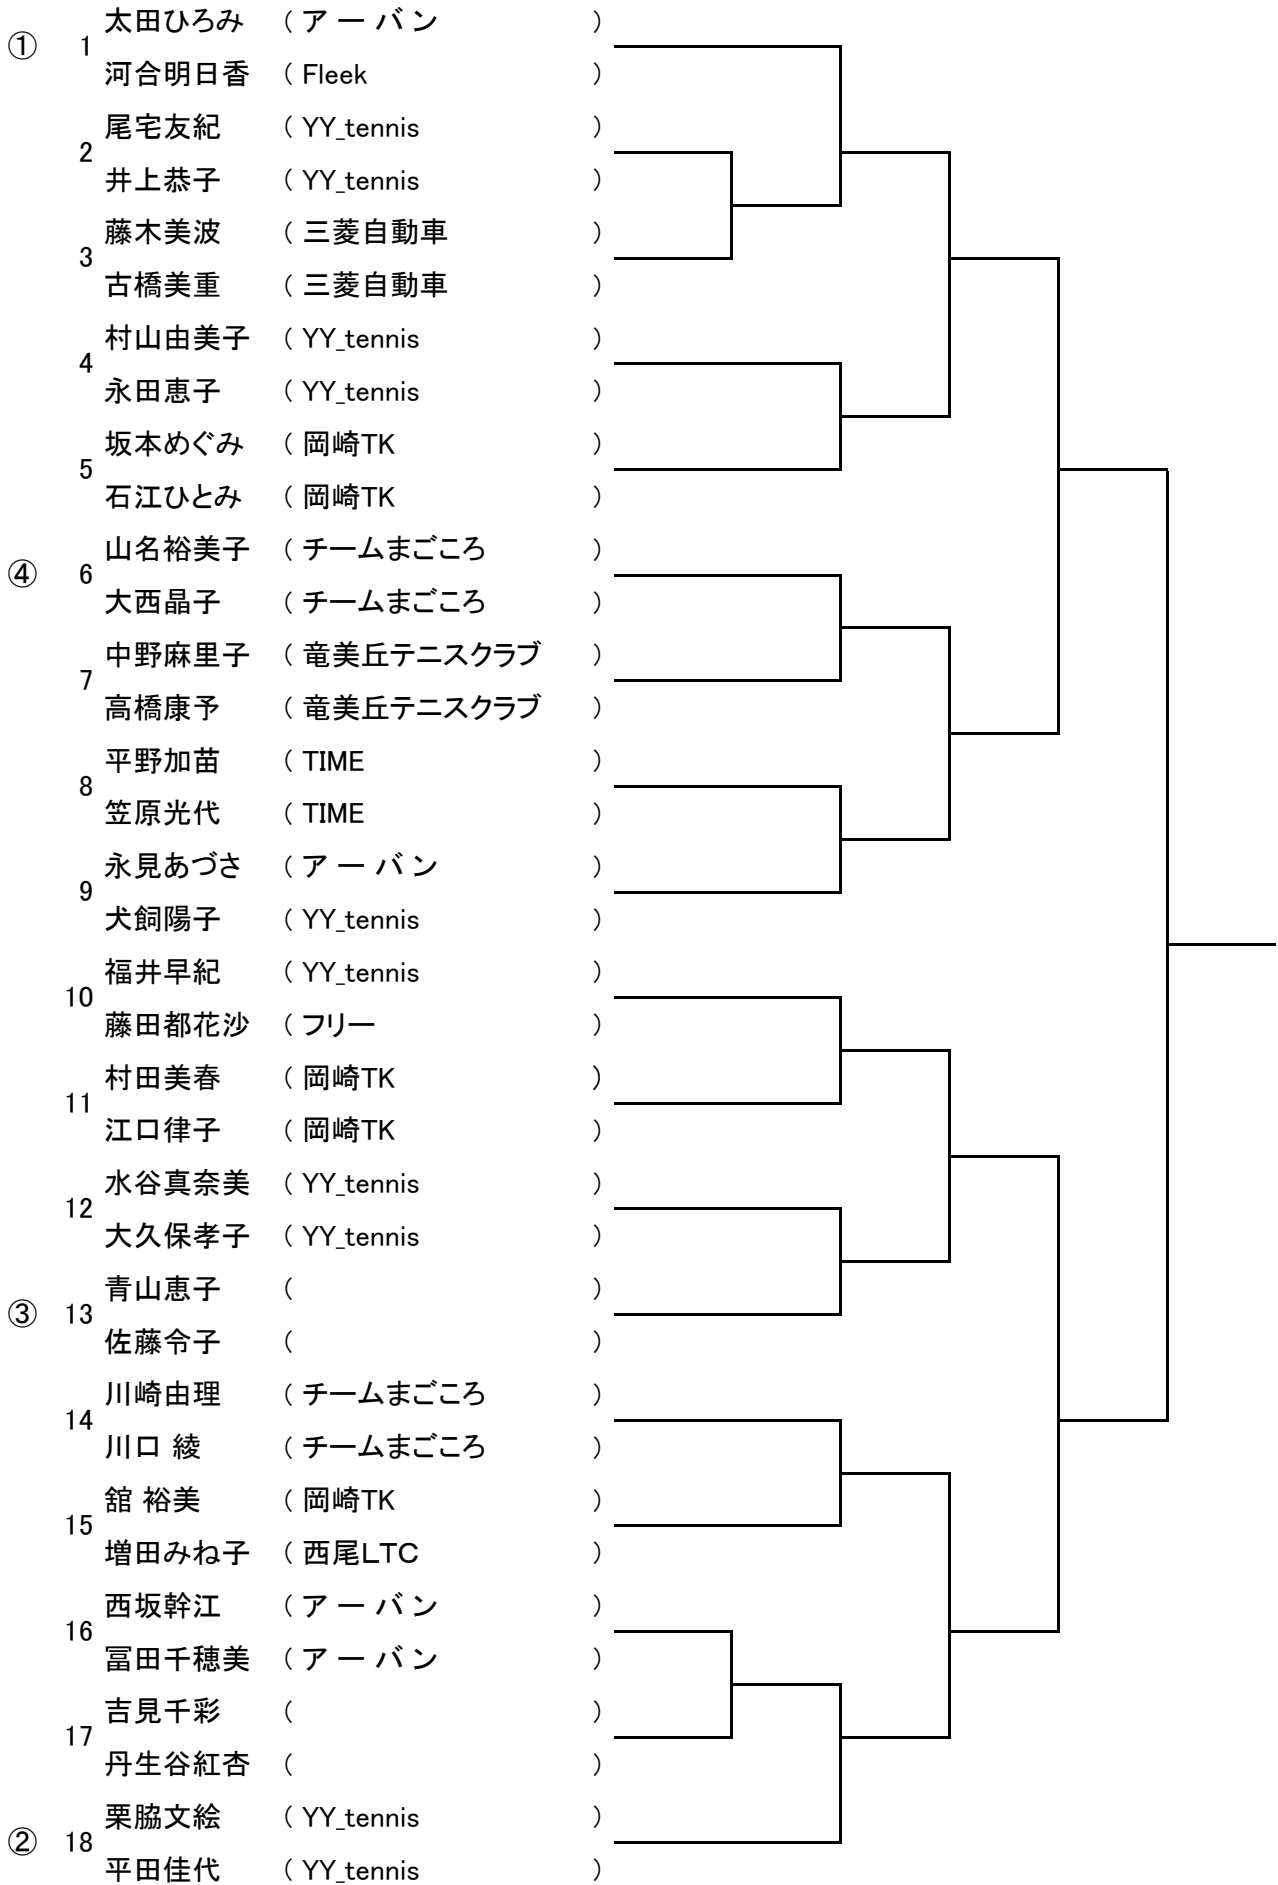 太田ひろみ ( ア ー バ ン )
① 1
河合明日香 ( Fleek )
尾宅友紀 ( YY_tennis )
2
井上恭子 ( YY_tennis )
藤木美波 ( 三菱自動車 )
3
古橋美重 ( 三菱自動車 )
村山由美子 ( YY_tennis )
4
永田恵子 ( YY_tennis )
坂本めぐみ ( 岡崎TK )
5
石江ひとみ ( 岡崎TK )
山名裕美子 ( チームまごころ )
④ 6
大西晶子 ( チームまごころ )
中野麻里子 ( 竜美丘テニスクラブ )
7
高橋康予 ( 竜美丘テニスクラブ )
平野加苗 ( TIME )
8
笠原光代 ( TIME )
永見あづさ ( ア ー バ ン )
9
犬飼陽子 ( YY_tennis )
福井早紀 ( YY_tennis )
10
藤田都花沙 ( フリー )
村田美春 ( 岡崎TK )
11
江口律子 ( 岡崎TK )
水谷真奈美 ( YY_tennis )
12
大久保孝子 ( YY_tennis )
青山恵子 ( )
③ 13
佐藤令子 ( )
川崎由理 ( チームまごころ )
14
川口 綾 ( チームまごころ )
舘 裕美 ( 岡崎TK )
15
増田みね子 ( 西尾LTC )
西坂幹江 ( ア ー バ ン )
16
冨田千穂美 ( ア ー バ ン )
吉見千彩 ( )
17
丹生谷紅杏 ( )
栗脇文絵 ( YY_tennis )
② 18
平田佳代 ( YY_tennis )